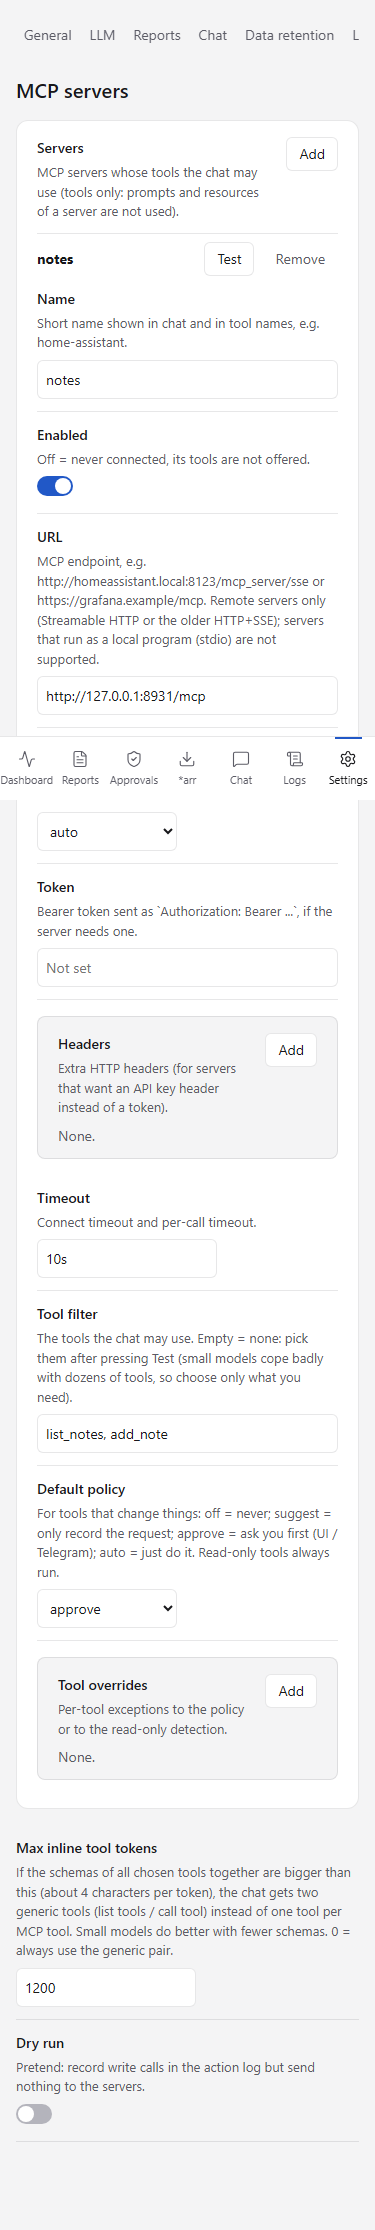 General LLM Reports Chat Data retention L
MCP servers
Servers
Add
MCP servers whose tools the chat may
use (tools only: prompts and resources
of a server are not used).
notes
Test
Remove
Name
Short name shown in chat and in tool names, e.g.
home-assistant.
notes
Enabled
Off = never connected, its tools are not offered.
URL
MCP endpoint, e.g.
http://homeassistant.local:8123/mcp_server/sse or
https://grafana.example/mcp. Remote servers only
(Streamable HTTP or the older HTTP+SSE); servers
that run as a local program (stdio) are not
supported.
http://127.0.0.1:8931/mcp
Dashboard Reports Approvals *arr Chat Logs Settings
auto
Token
Bearer token sent as `Authorization: Bearer ...`, if the
server needs one.
Not set
Headers
Add
Extra HTTP headers (for servers
that want an API key header
instead of a token).
None.
Timeout
Connect timeout and per-call timeout.
10s
Tool filter
The tools the chat may use. Empty = none: pick
them after pressing Test (small models cope badly
with dozens of tools, so choose only what you
need).
list_notes, add_note
Default policy
For tools that change things: off = never; suggest =
only record the request; approve = ask you first (UI /
Telegram); auto = just do it. Read-only tools always
run.
approve
Tool overrides
Add
Per-tool exceptions to the policy
or to the read-only detection.
None.
Max inline tool tokens
If the schemas of all chosen tools together are bigger than
this (about 4 characters per token), the chat gets two
generic tools (list tools / call tool) instead of one tool per
MCP tool. Small models do better with fewer schemas. 0 =
always use the generic pair.
1200
Dry run
Pretend: record write calls in the action log but send
nothing to the servers.